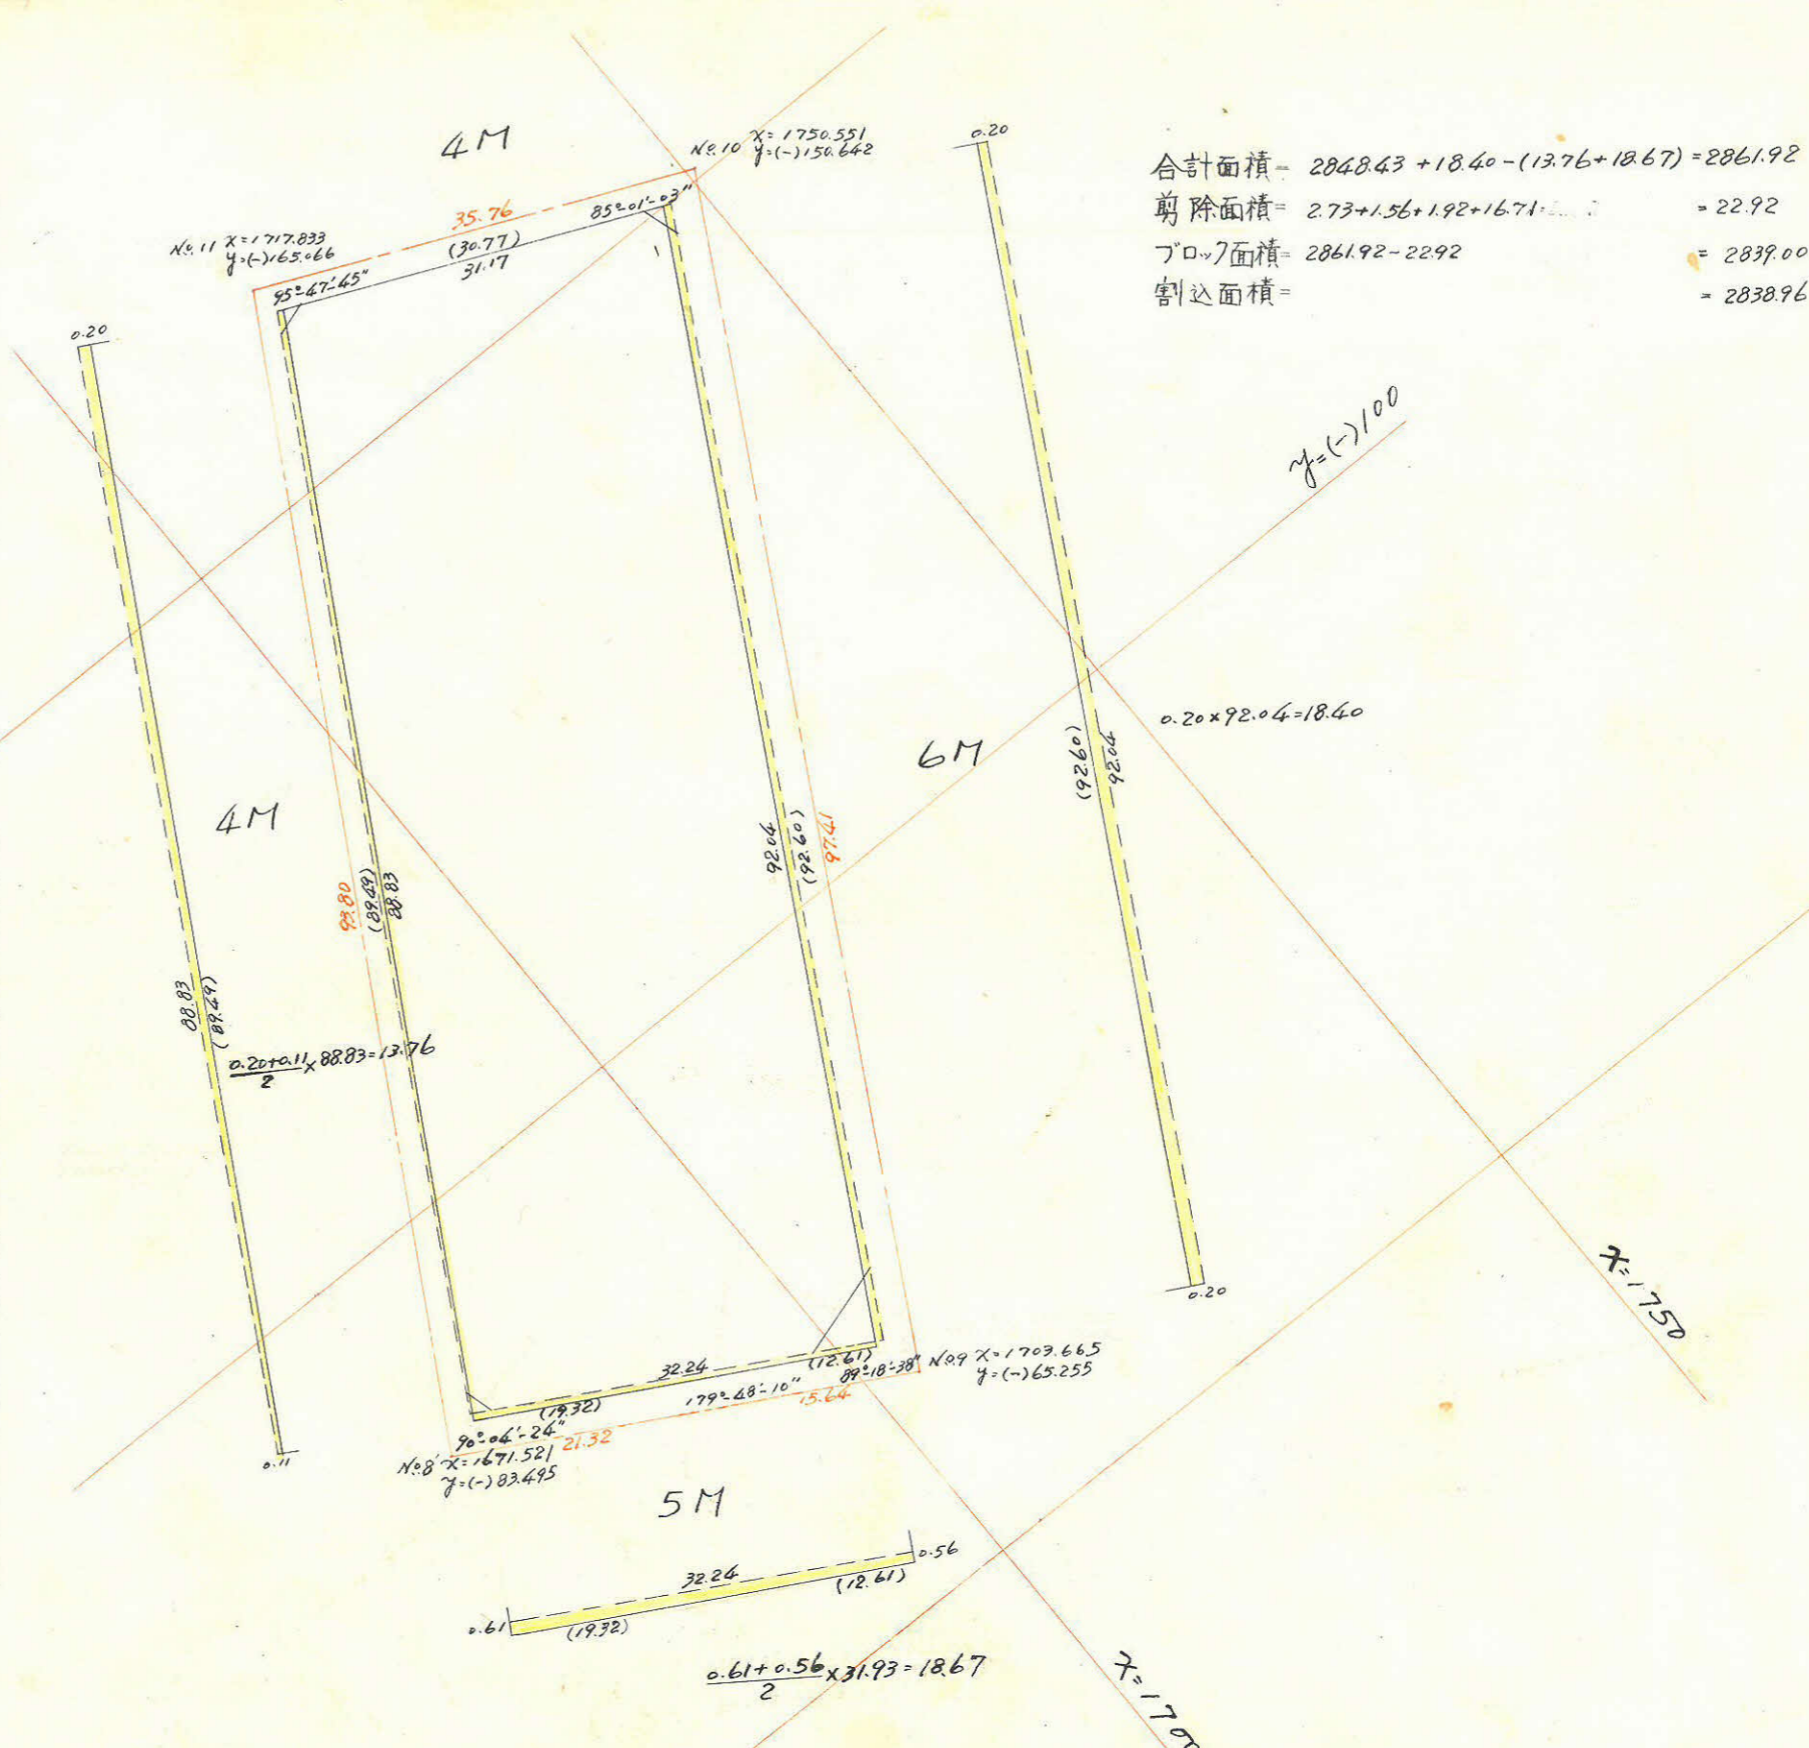 4M
No.10 x=1750.551
y=(-)150.642
0.20
合計面積= 2848.43+18.40-(13.76+18.67)=2861.92
剪除面積= 2.73+1.56+1.92+16.71 = 22.92
ブロック面積= 2861.92-22.92 = 2839.00
割込面積= = 2838.96
35.76
85°-01'-03"
(30.77)
31.17
No.11 x=1717.833
y=(-)165.066
95°-47'-45"
0.20
y=(-)100
0.20×92.04=18.40
6M
(92.60)
92.04
4M
92.04
(92.60)
97.41
93.80
(89.49)
88.83
88.83
(89.49)
0.20+0.11/2×88.83=13.76
x=1750
0.20
32.24
(12.61)
89°-18'-38"
No.9 x=1703.665
y=(-)65.255
179°-48'-10"
15.64
(19.32)
90°-04'-24"
21.32
No.8' x=1671.521
y=(-)83.495
0.11
5M
0.56
32.24
(12.61)
0.61
(19.32)
0.61+0.56/2×31.93=18.67
x=1700